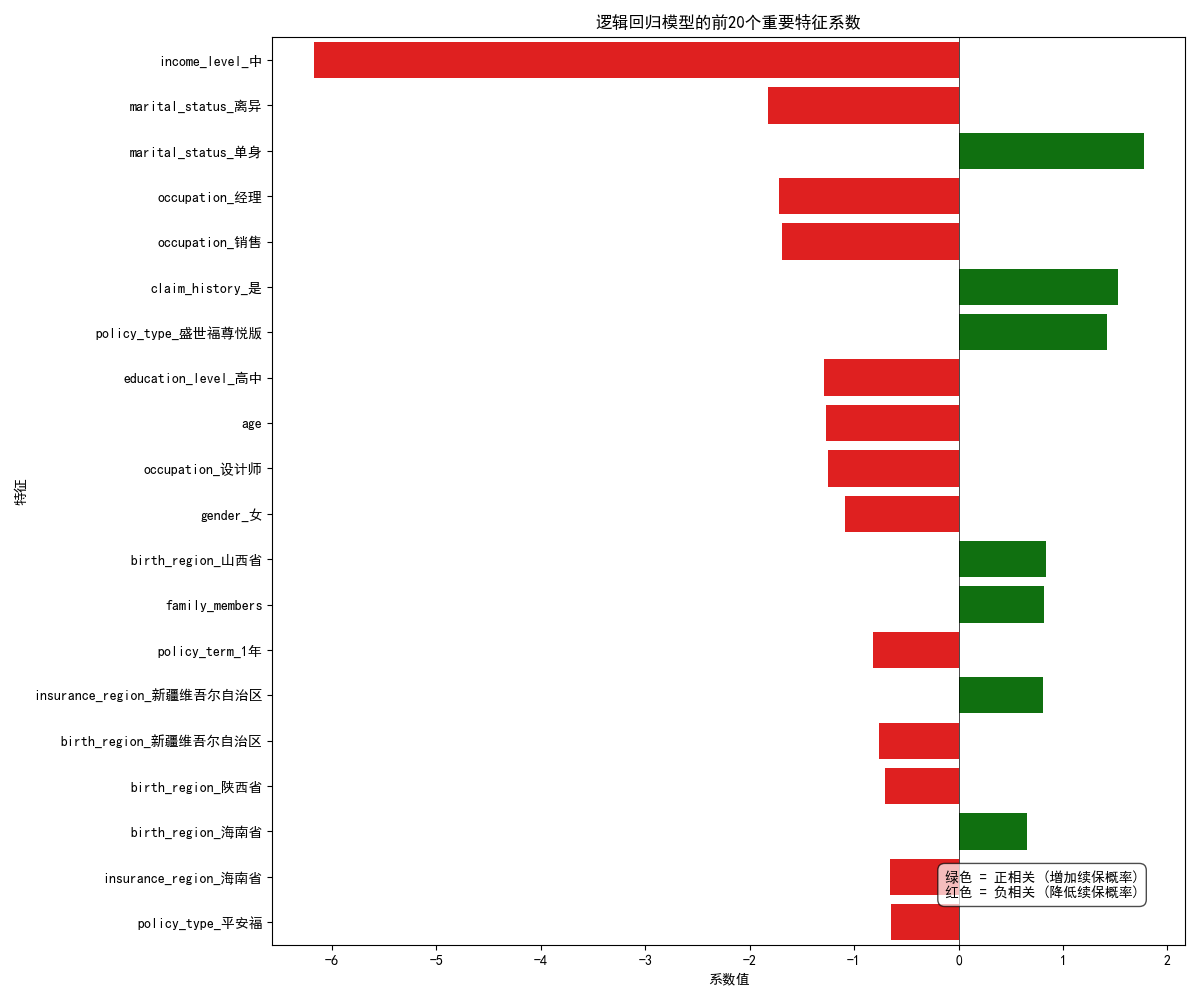 逻辑回归模型的前20个重要特征系数
income_level_中
marital_status_离异
marital_status_单身
occupation_经理
occupation_销售
claim_history_是
policy_type_盛世福尊悦版
education_level_高中
age
occupation_设计师
gender_女
birth_region_山西省
family_members
policy_term_1年
insurance_region_新疆维吾尔自治区
birth_region_新疆维吾尔自治区
birth_region_陕西省
birth_region_海南省
insurance_region_海南省
policy_type_平安福
特征
绿色 = 正相关 (增加续保概率)
红色 = 负相关 (降低续保概率)
−6 −5 −4 −3 −2 −1 0 1 2
系数值